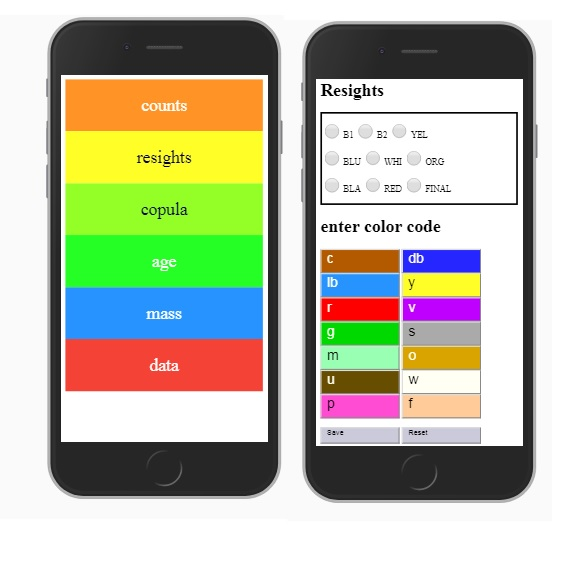 counts
resights
copula
age
mass
data
Resights
B1 B2 YEL
BLU WHI ORG
BLA RED FINAL
enter color code
c db
lb y
r v
g s
m o
u w
p f
Save Reset